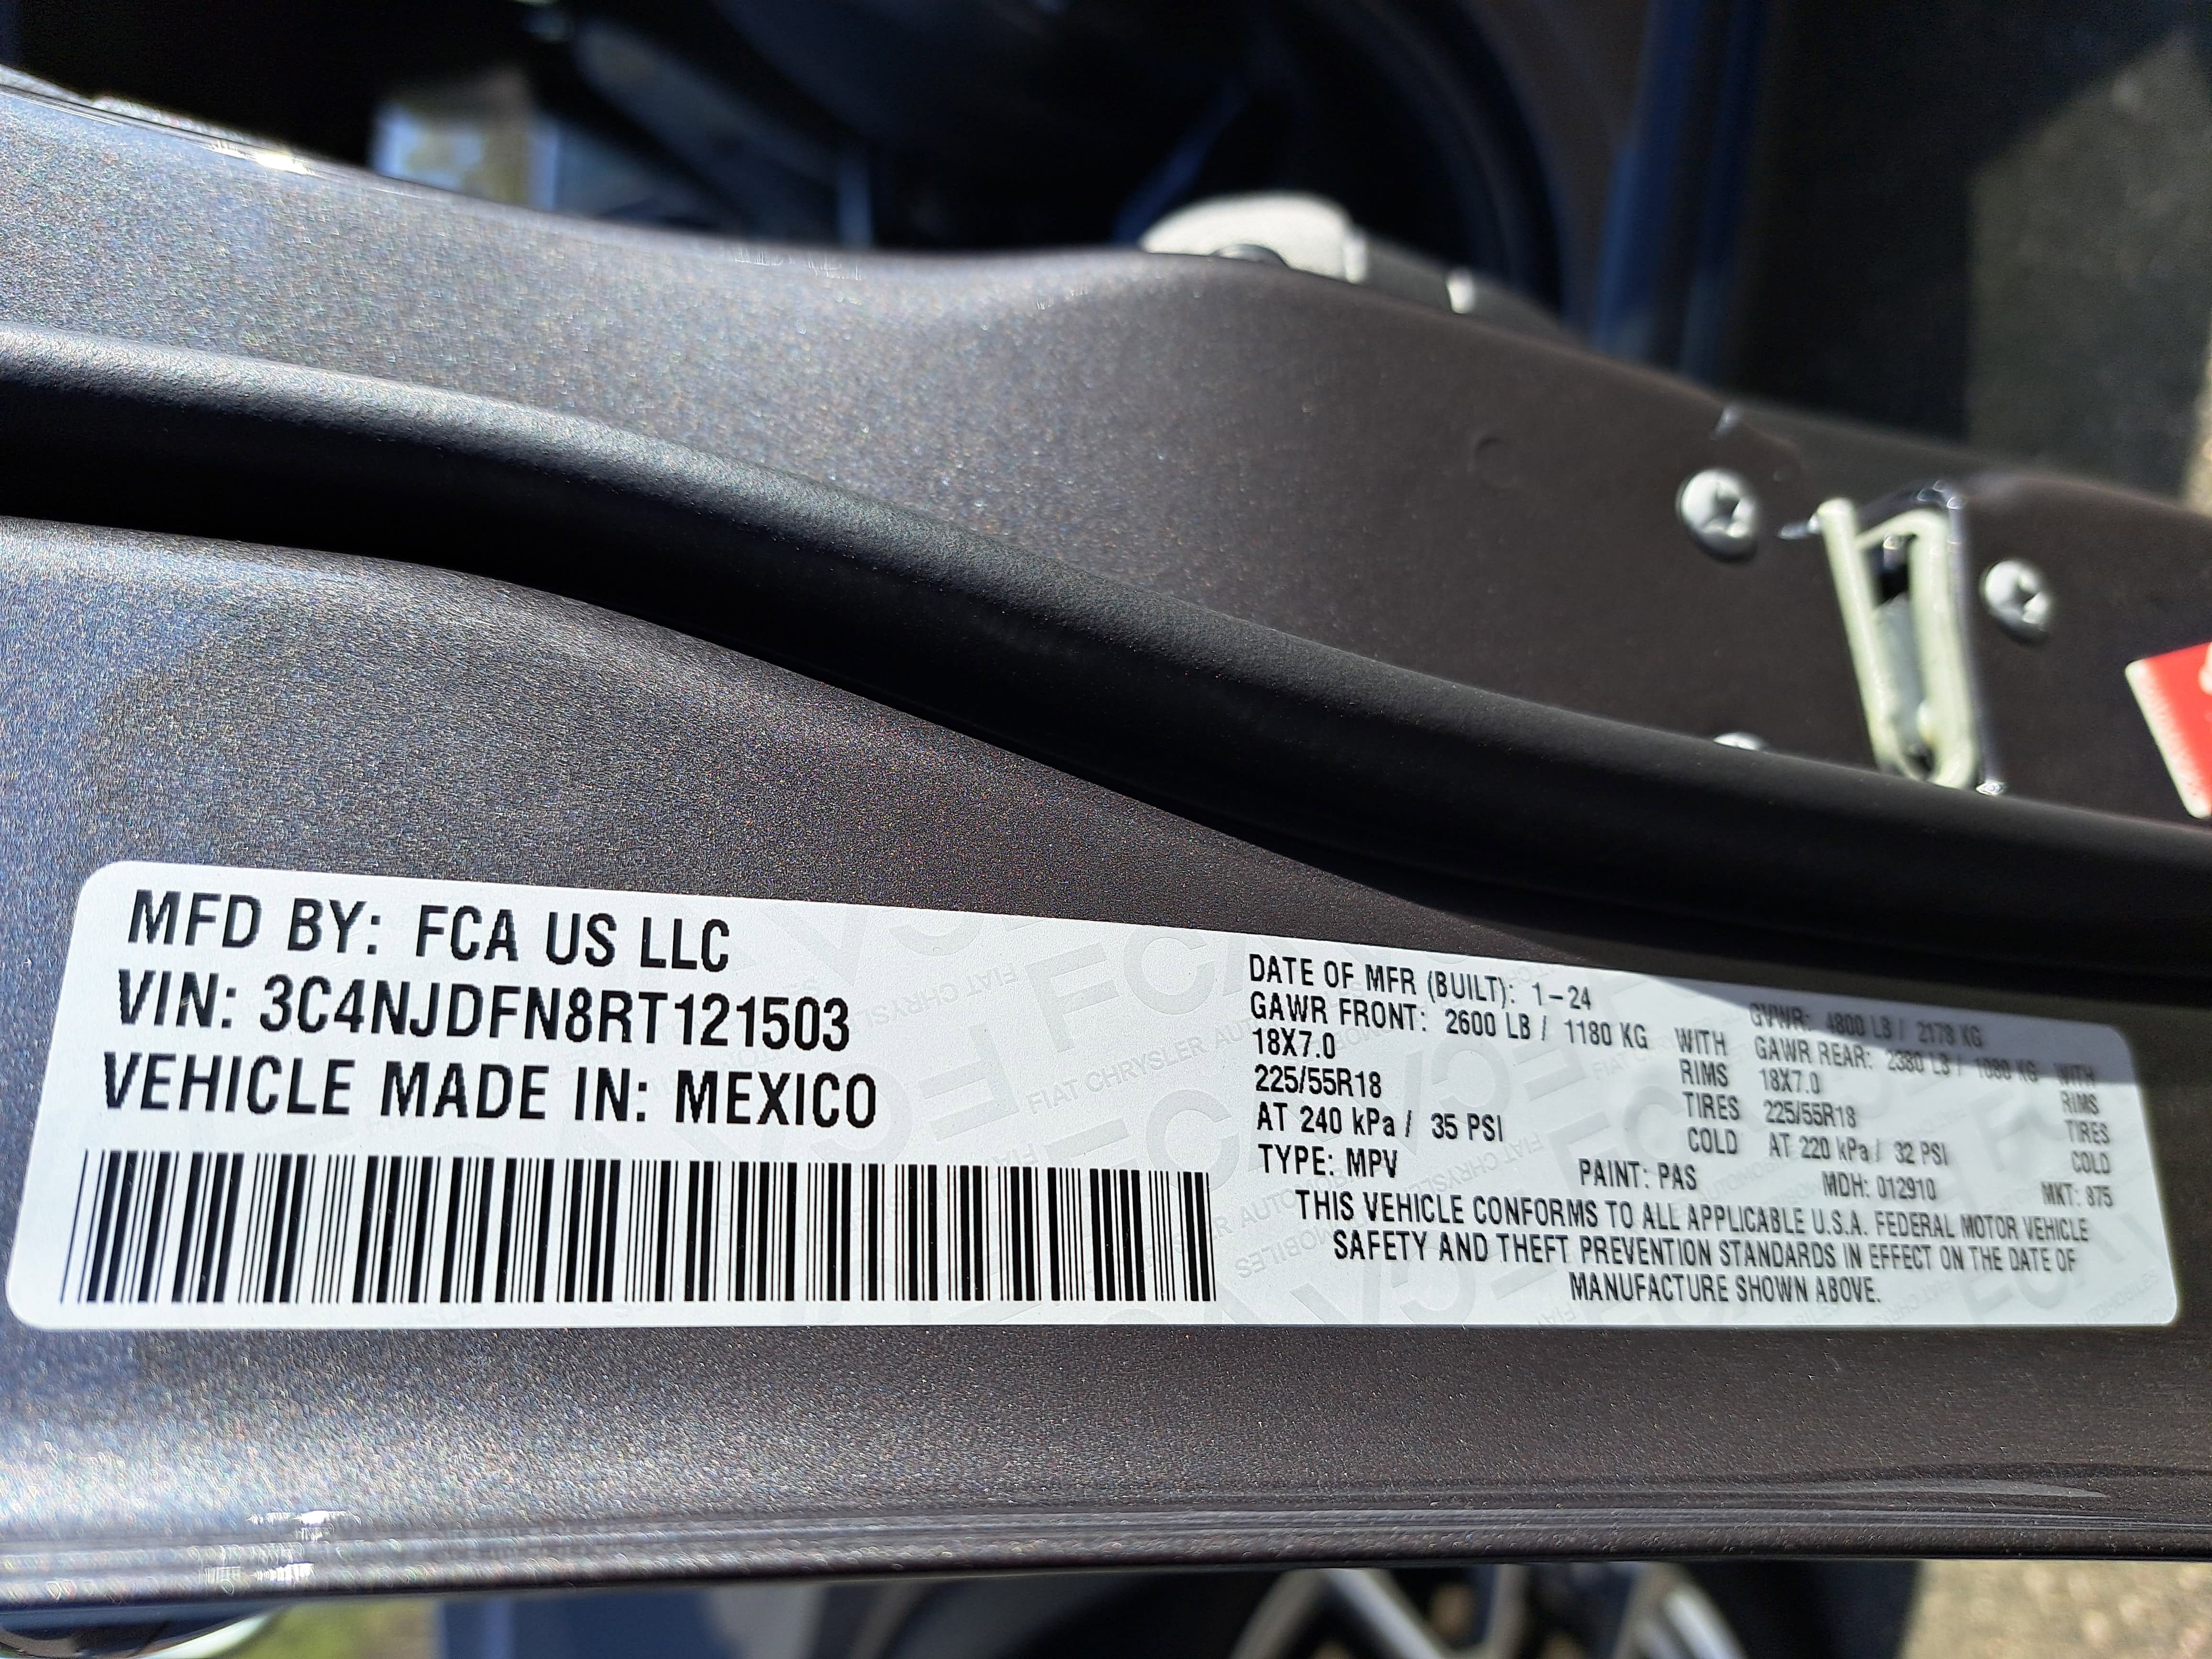 MFD BY: FCA US LLC
VIN: 3C4NJDFN8RT121503
VEHICLE MADE IN: MEXICO
DATE OF MFR (BUILT): 1-24
GVWR: 4800 LB / 2178 KG
GAWR FRONT: 2600 LB / 1180 KG WITH
GAWR REAR: 2380 LB / 1080 KG WITH
18X7.0 RIMS
18X7.0 RIMS
225/55R18 TIRES
225/55R18 TIRES
AT 240 kPa / 35 PSI COLD
AT 220 kPa / 32 PSI COLD
TYPE: MPV PAINT: PAS MDH: 012910 MKT: 875
THIS VEHICLE CONFORMS TO ALL APPLICABLE U.S.A. FEDERAL MOTOR VEHICLE
SAFETY AND THEFT PREVENTION STANDARDS IN EFFECT ON THE DATE OF
MANUFACTURE SHOWN ABOVE.
FCA
FIAT CHRYSLER AUTOMOBILES